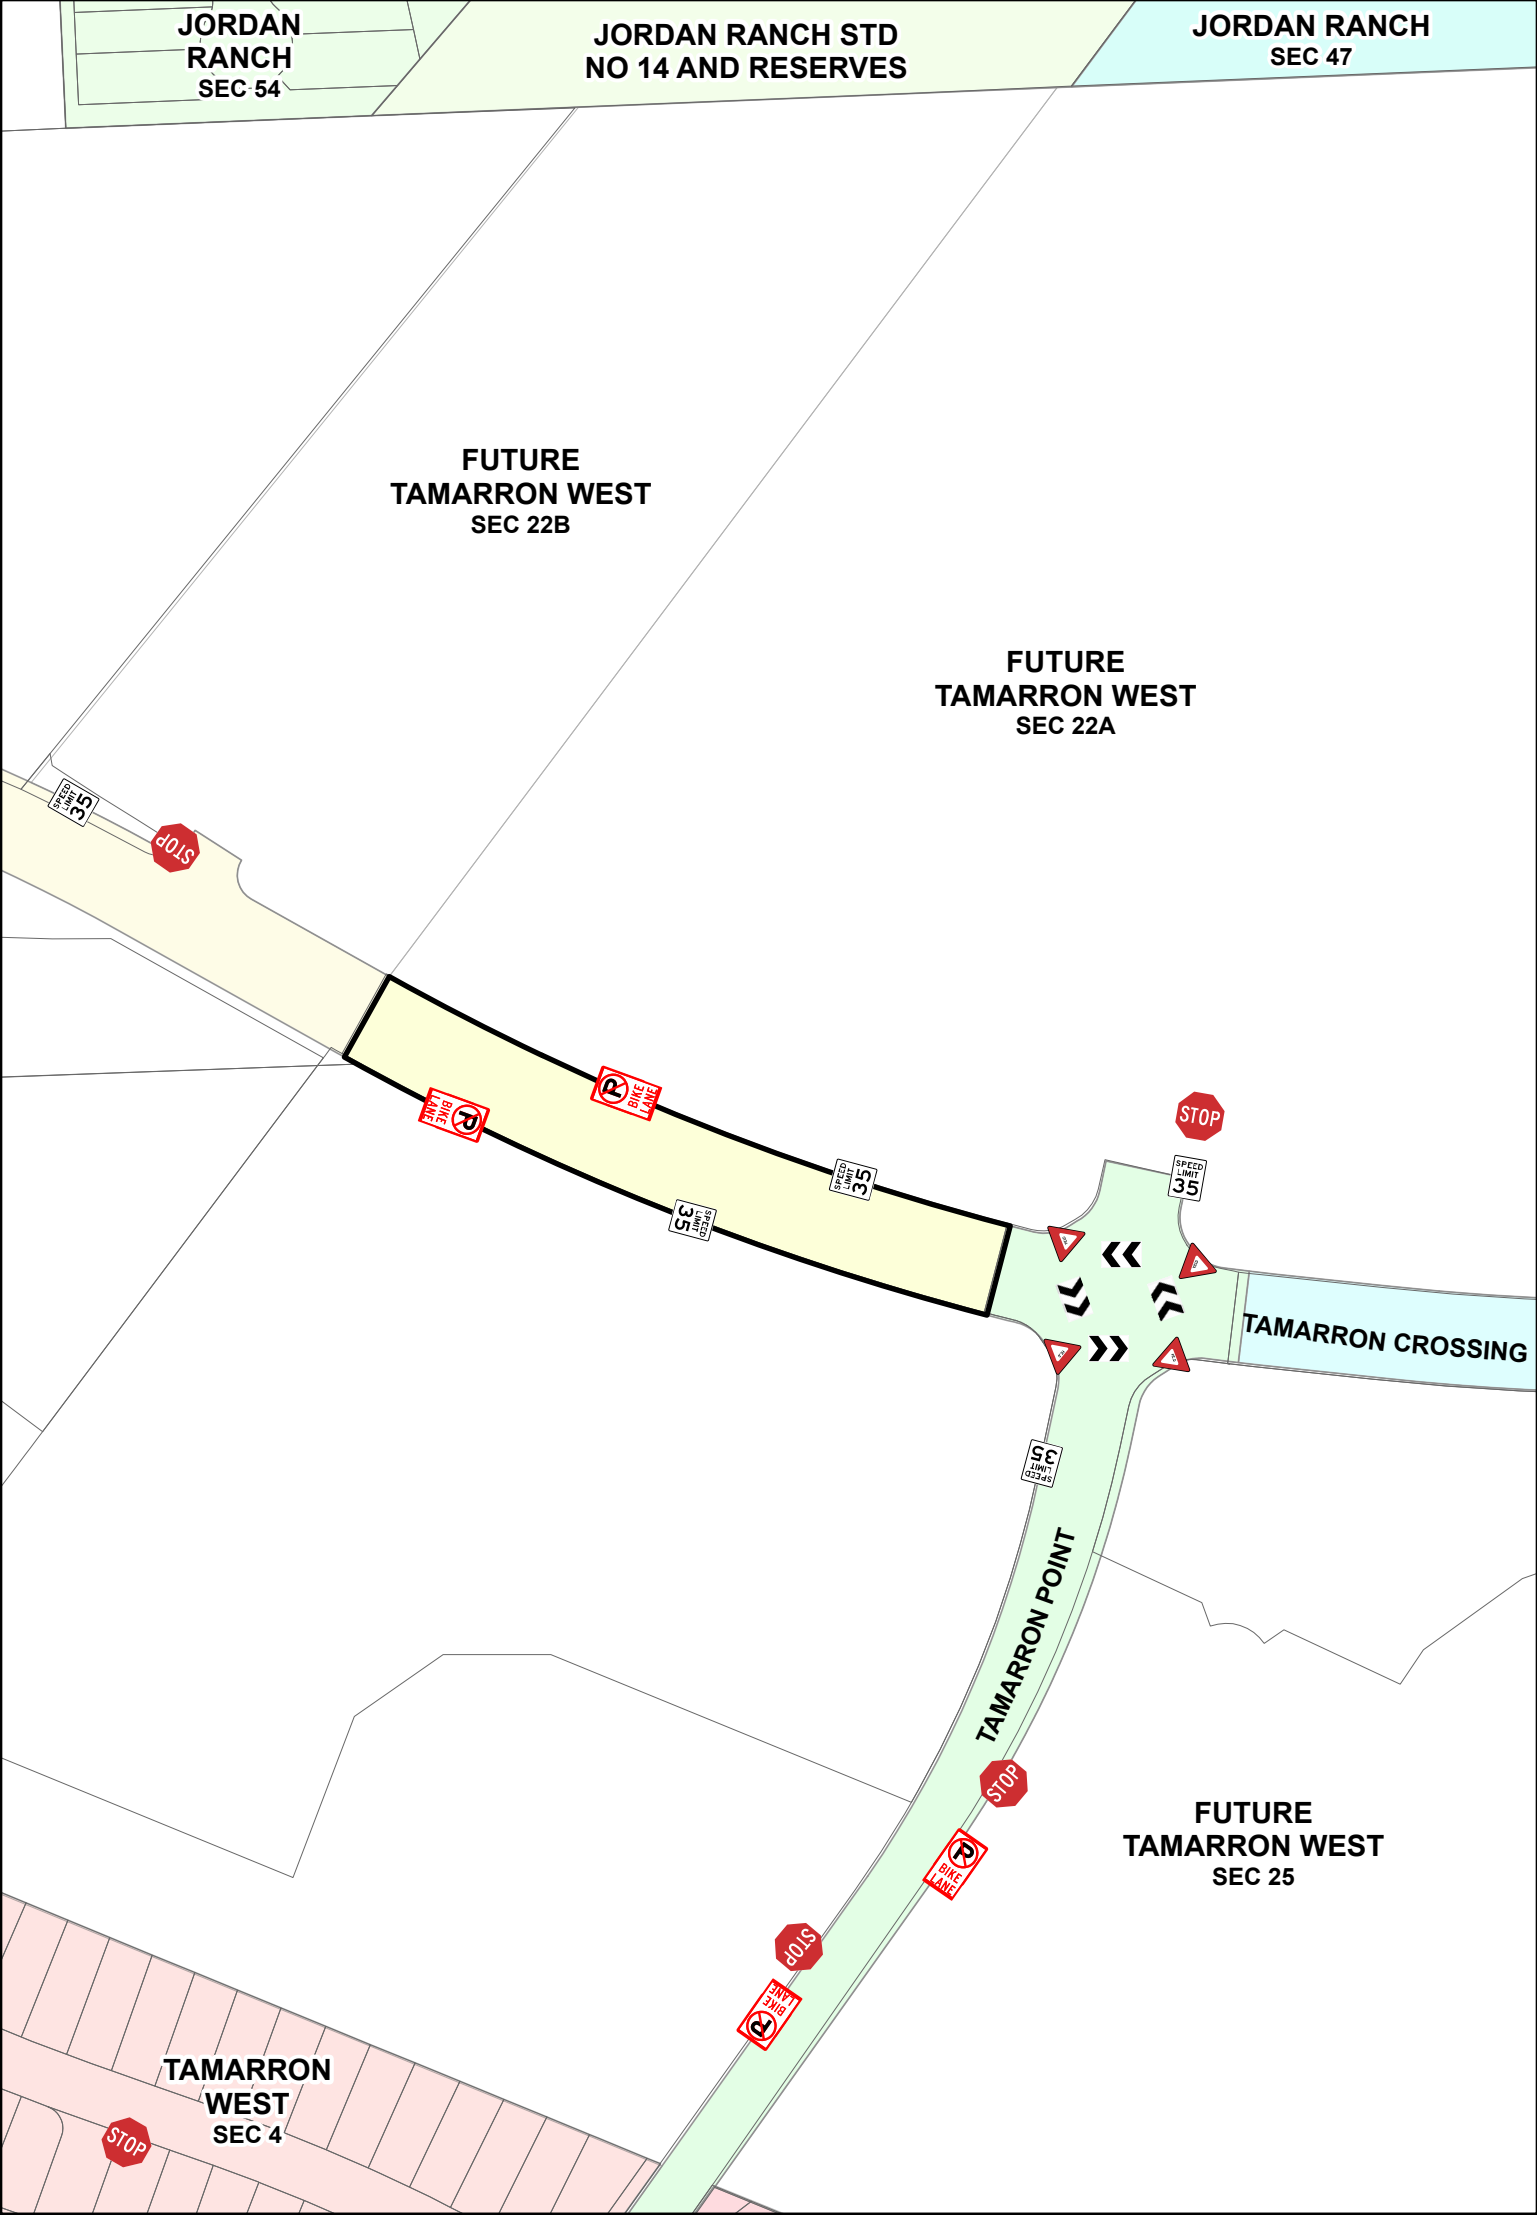 JORDAN
RANCH
SEC 54
JORDAN RANCH STD
NO 14 AND RESERVES
JORDAN RANCH
SEC 47
FUTURE
TAMARRON WEST
SEC 22B
FUTURE
TAMARRON WEST
SEC 22A
SPEED
LIMIT
35
STOP
P
BIKE
LANE
P
BIKE
LANE
STOP
SPEED
LIMIT
35
SPEED
LIMIT
35
SPEED
LIMIT
35
TAMARRON CROSSING
SPEED
LIMIT
35
TAMARRON POINT
STOP
P
BIKE
LANE
FUTURE
TAMARRON WEST
SEC 25
STOP
P
BIKE
LANE
TAMARRON
WEST
SEC 4
STOP